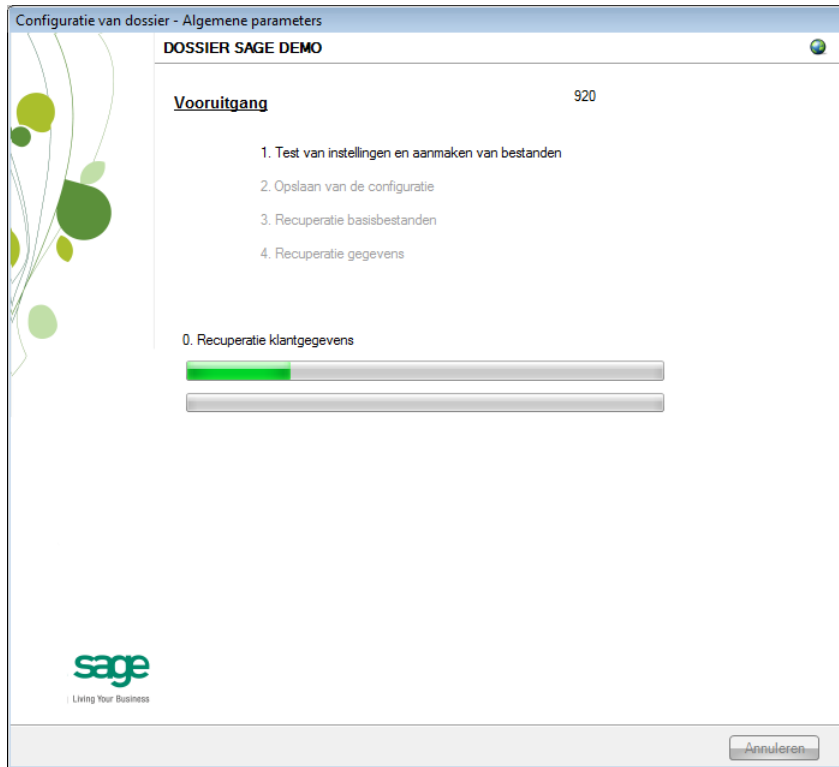 Configuratie van dossier - Algemene parameters
DOSSIER SAGE DEMO
Vooruitgang
920
1. Test van instellingen en aanmaken van bestanden
2. Opslaan van de configuratie
3. Recuperatie basisbestanden
4. Recuperatie gegevens
0. Recuperatie klantgegevens
sage
Living Your Business
Annuleren